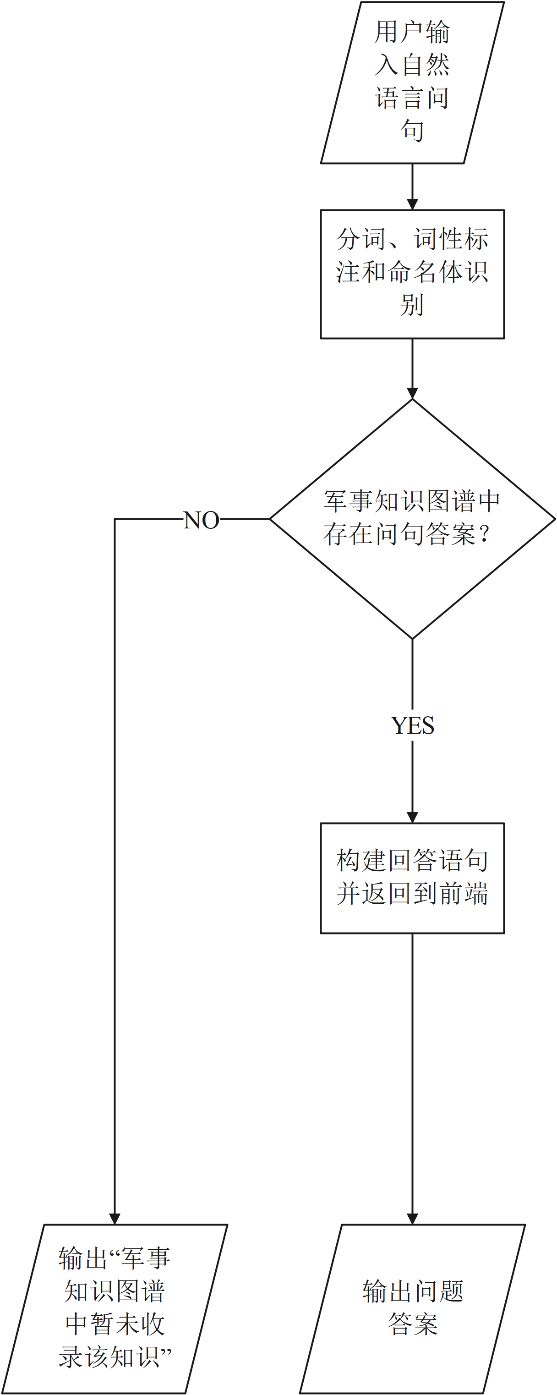 用户输
入自然
语言问
句
分词、词性标
注和命名体识
别
军事知识图谱中
存在问句答案？
NO
YES
构建回答语句
并返回到前端
输出“军事
知识图谱
中暂未收
录该知识”
输出问题
答案